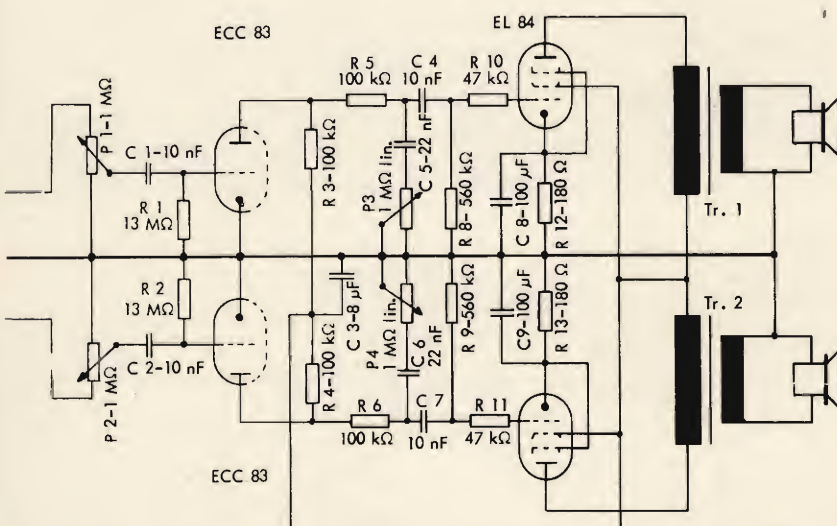 ECC 83
EL 84
R 5
100 kΩ
C 4
10 nF
R 10
47 kΩ
P 1-1 MΩ
C 1-10 nF
R 1
13 MΩ
R 3-100 kΩ
P3
1 MΩ lin.
C 5-22 nF
R 8-560 kΩ
C 8-100 μF
R 12-180 Ω
Tr. 1
R 2
13 MΩ
C 2-10 nF
P 2-1 MΩ
R 4-100 kΩ
C 3-8 μF
P4
1 MΩ lin.
C 6
22 nF
R 9-560 kΩ
C9-100 μF
R 13-180 Ω
Tr. 2
R 6
100 kΩ
C 7
10 nF
R 11
47 kΩ
ECC 83